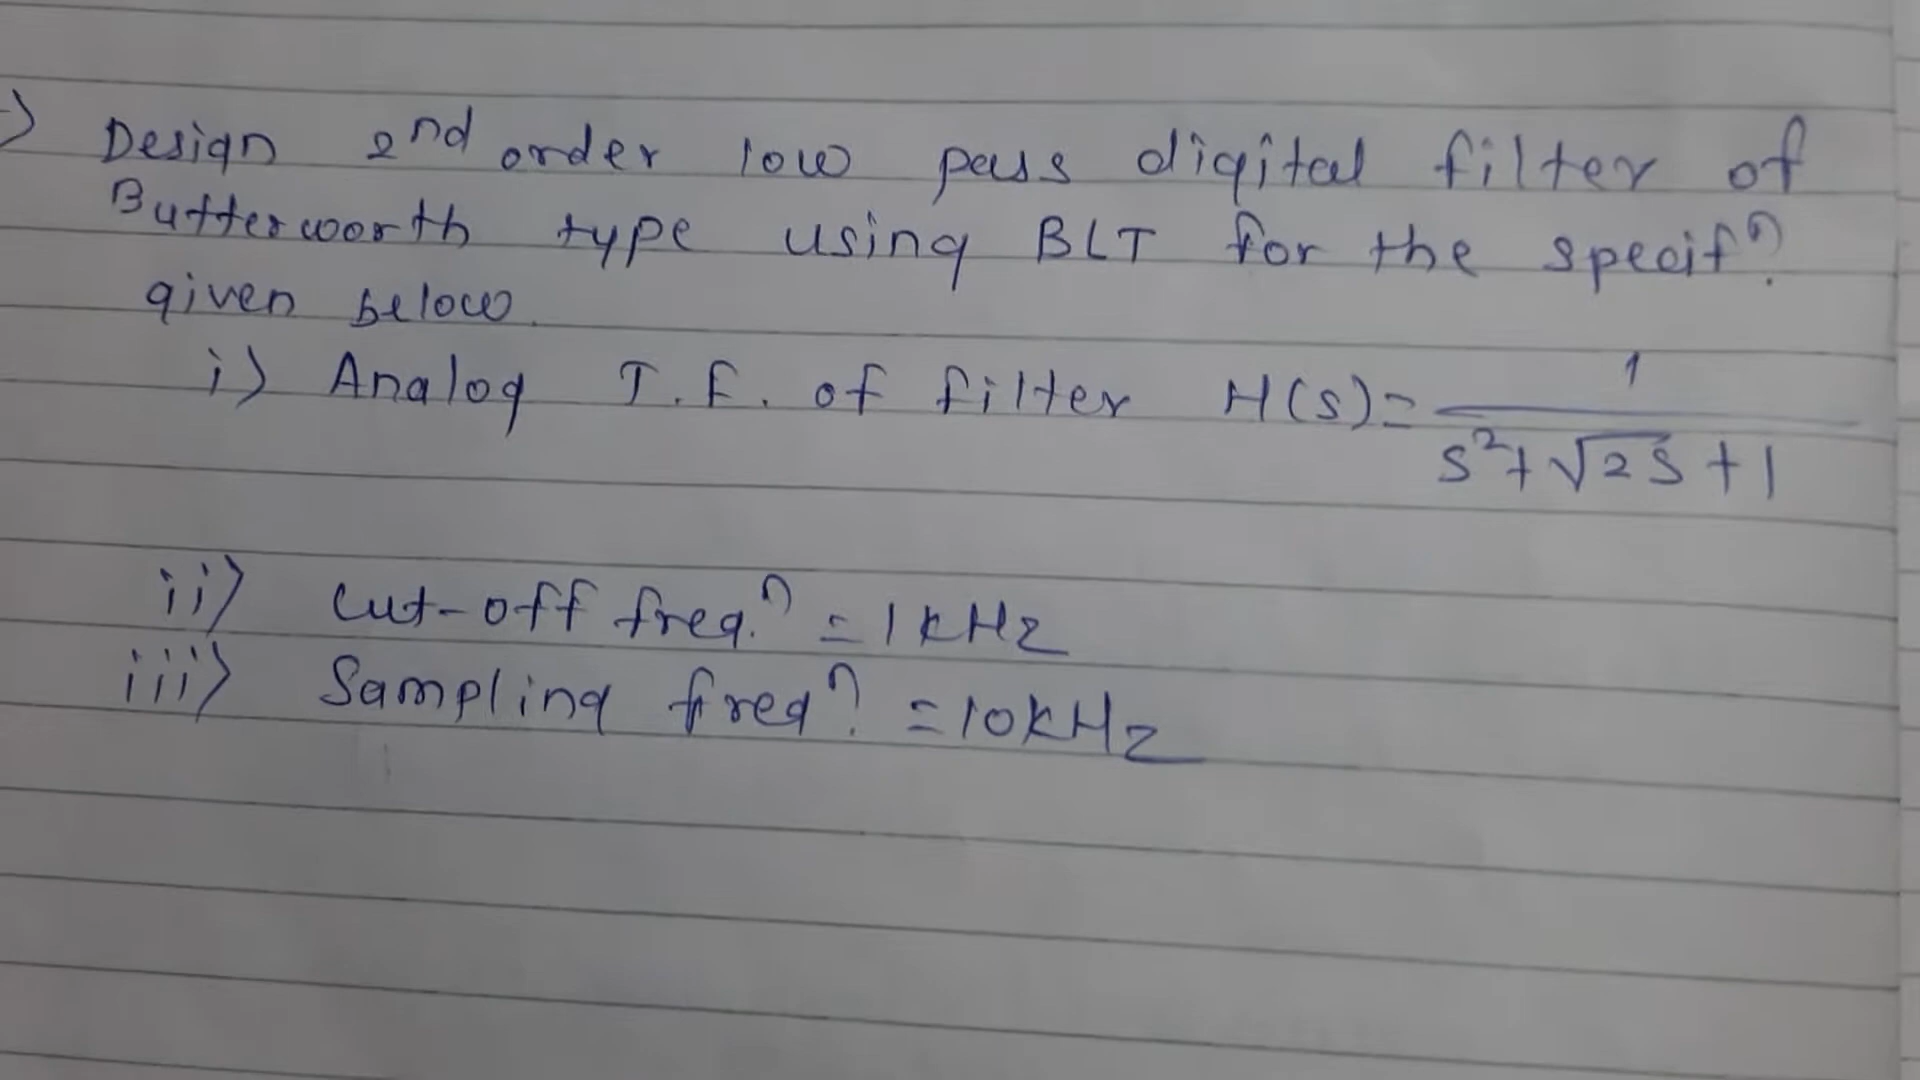 → Design 2nd order low pass digital filter of
Butterworth type using BLT for the specifn.
given below.
i) Analog T.F. of filter H(s)= 1 / s²+√2s+1
ii) Cut-off freq.n = 1kHz
iii) Sampling freqn. = 10kHz